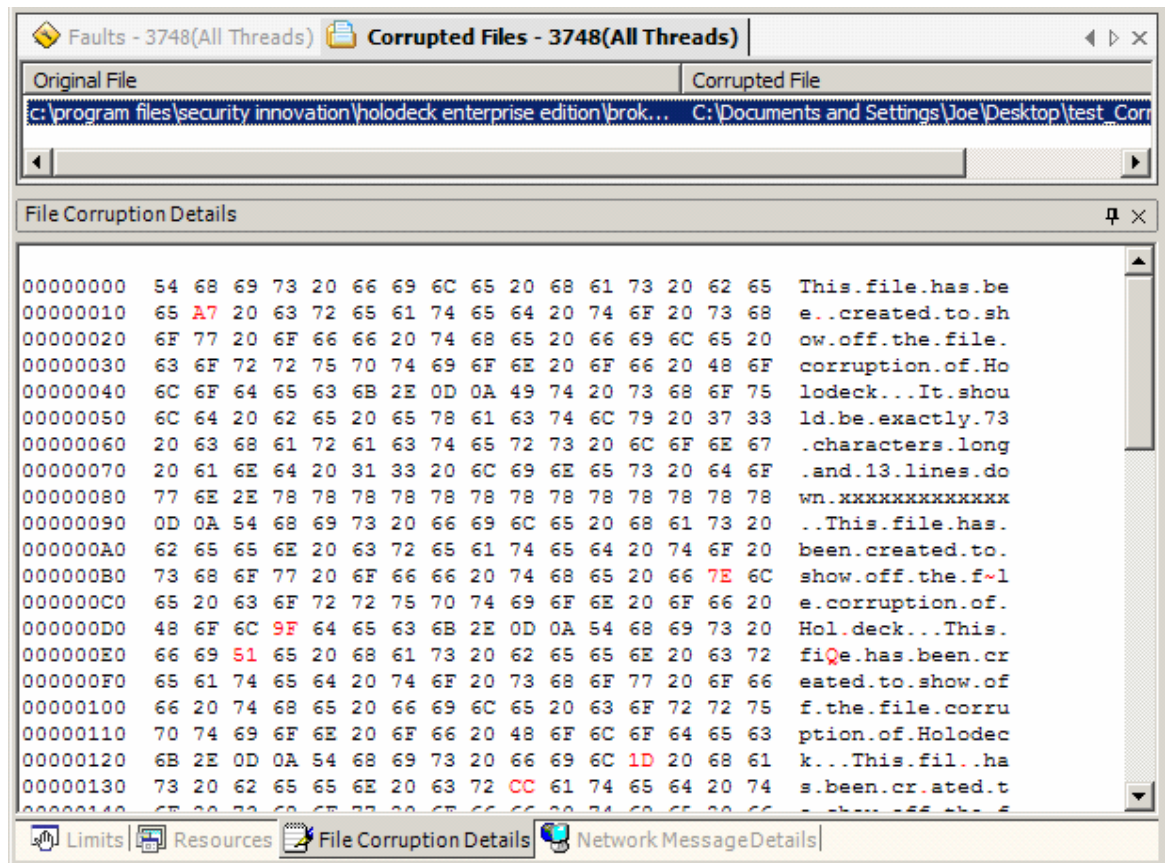 Faults - 3748(All Threads) Corrupted Files - 3748(All Threads)
Original File Corrupted File
c:\program files\security innovation\holodeck enterprise edition\brok... C:\Documents and Settings\Joe\Desktop\test_Corr
File Corruption Details
00000000 54 68 69 73 20 66 69 6C 65 20 68 61 73 20 62 65 This.file.has.be
00000010 65 A7 20 63 72 65 61 74 65 64 20 74 6F 20 73 68 e..created.to.sh
00000020 6F 77 20 6F 66 66 20 74 68 65 20 66 69 6C 65 20 ow.off.the.file.
00000030 63 6F 72 72 75 70 74 69 6F 6E 20 6F 66 20 48 6F corruption.of.Ho
00000040 6C 6F 64 65 63 6B 2E 0D 0A 49 74 20 73 68 6F 75 lodeck...It.shou
00000050 6C 64 20 62 65 20 65 78 61 63 74 6C 79 20 37 33 ld.be.exactly.73
00000060 20 63 68 61 72 61 63 74 65 72 73 20 6C 6F 6E 67 .characters.long
00000070 20 61 6E 64 20 31 33 20 6C 69 6E 65 73 20 64 6F .and.13.lines.do
00000080 77 6E 2E 78 78 78 78 78 78 78 78 78 78 78 78 78 wn.xxxxxxxxxxxxx
00000090 0D 0A 54 68 69 73 20 66 69 6C 65 20 68 61 73 20 ..This.file.has.
000000A0 62 65 65 6E 20 63 72 65 61 74 65 64 20 74 6F 20 been.created.to.
000000B0 73 68 6F 77 20 6F 66 66 20 74 68 65 20 66 7E 6C show.off.the.f~l
000000C0 65 20 63 6F 72 72 75 70 74 69 6F 6E 20 6F 66 20 e.corruption.of.
000000D0 48 6F 6C 9F 64 65 63 6B 2E 0D 0A 54 68 69 73 20 Hol.deck...This.
000000E0 66 69 51 65 20 68 61 73 20 62 65 65 6E 20 63 72 fiQe.has.been.cr
000000F0 65 61 74 65 64 20 74 6F 20 73 68 6F 77 20 6F 66 eated.to.show.of
00000100 66 20 74 68 65 20 66 69 6C 65 20 63 6F 72 72 75 f.the.file.corru
00000110 70 74 69 6F 6E 20 6F 66 20 48 6F 6C 6F 64 65 63 ption.of.Holodec
00000120 6B 2E 0D 0A 54 68 69 73 20 66 69 6C 1D 20 68 61 k...This.fil..ha
00000130 73 20 62 65 65 6E 20 63 72 CC 61 74 65 64 20 74 s.been.cr.ated.t
Limits Resources File Corruption Details Network Message Details